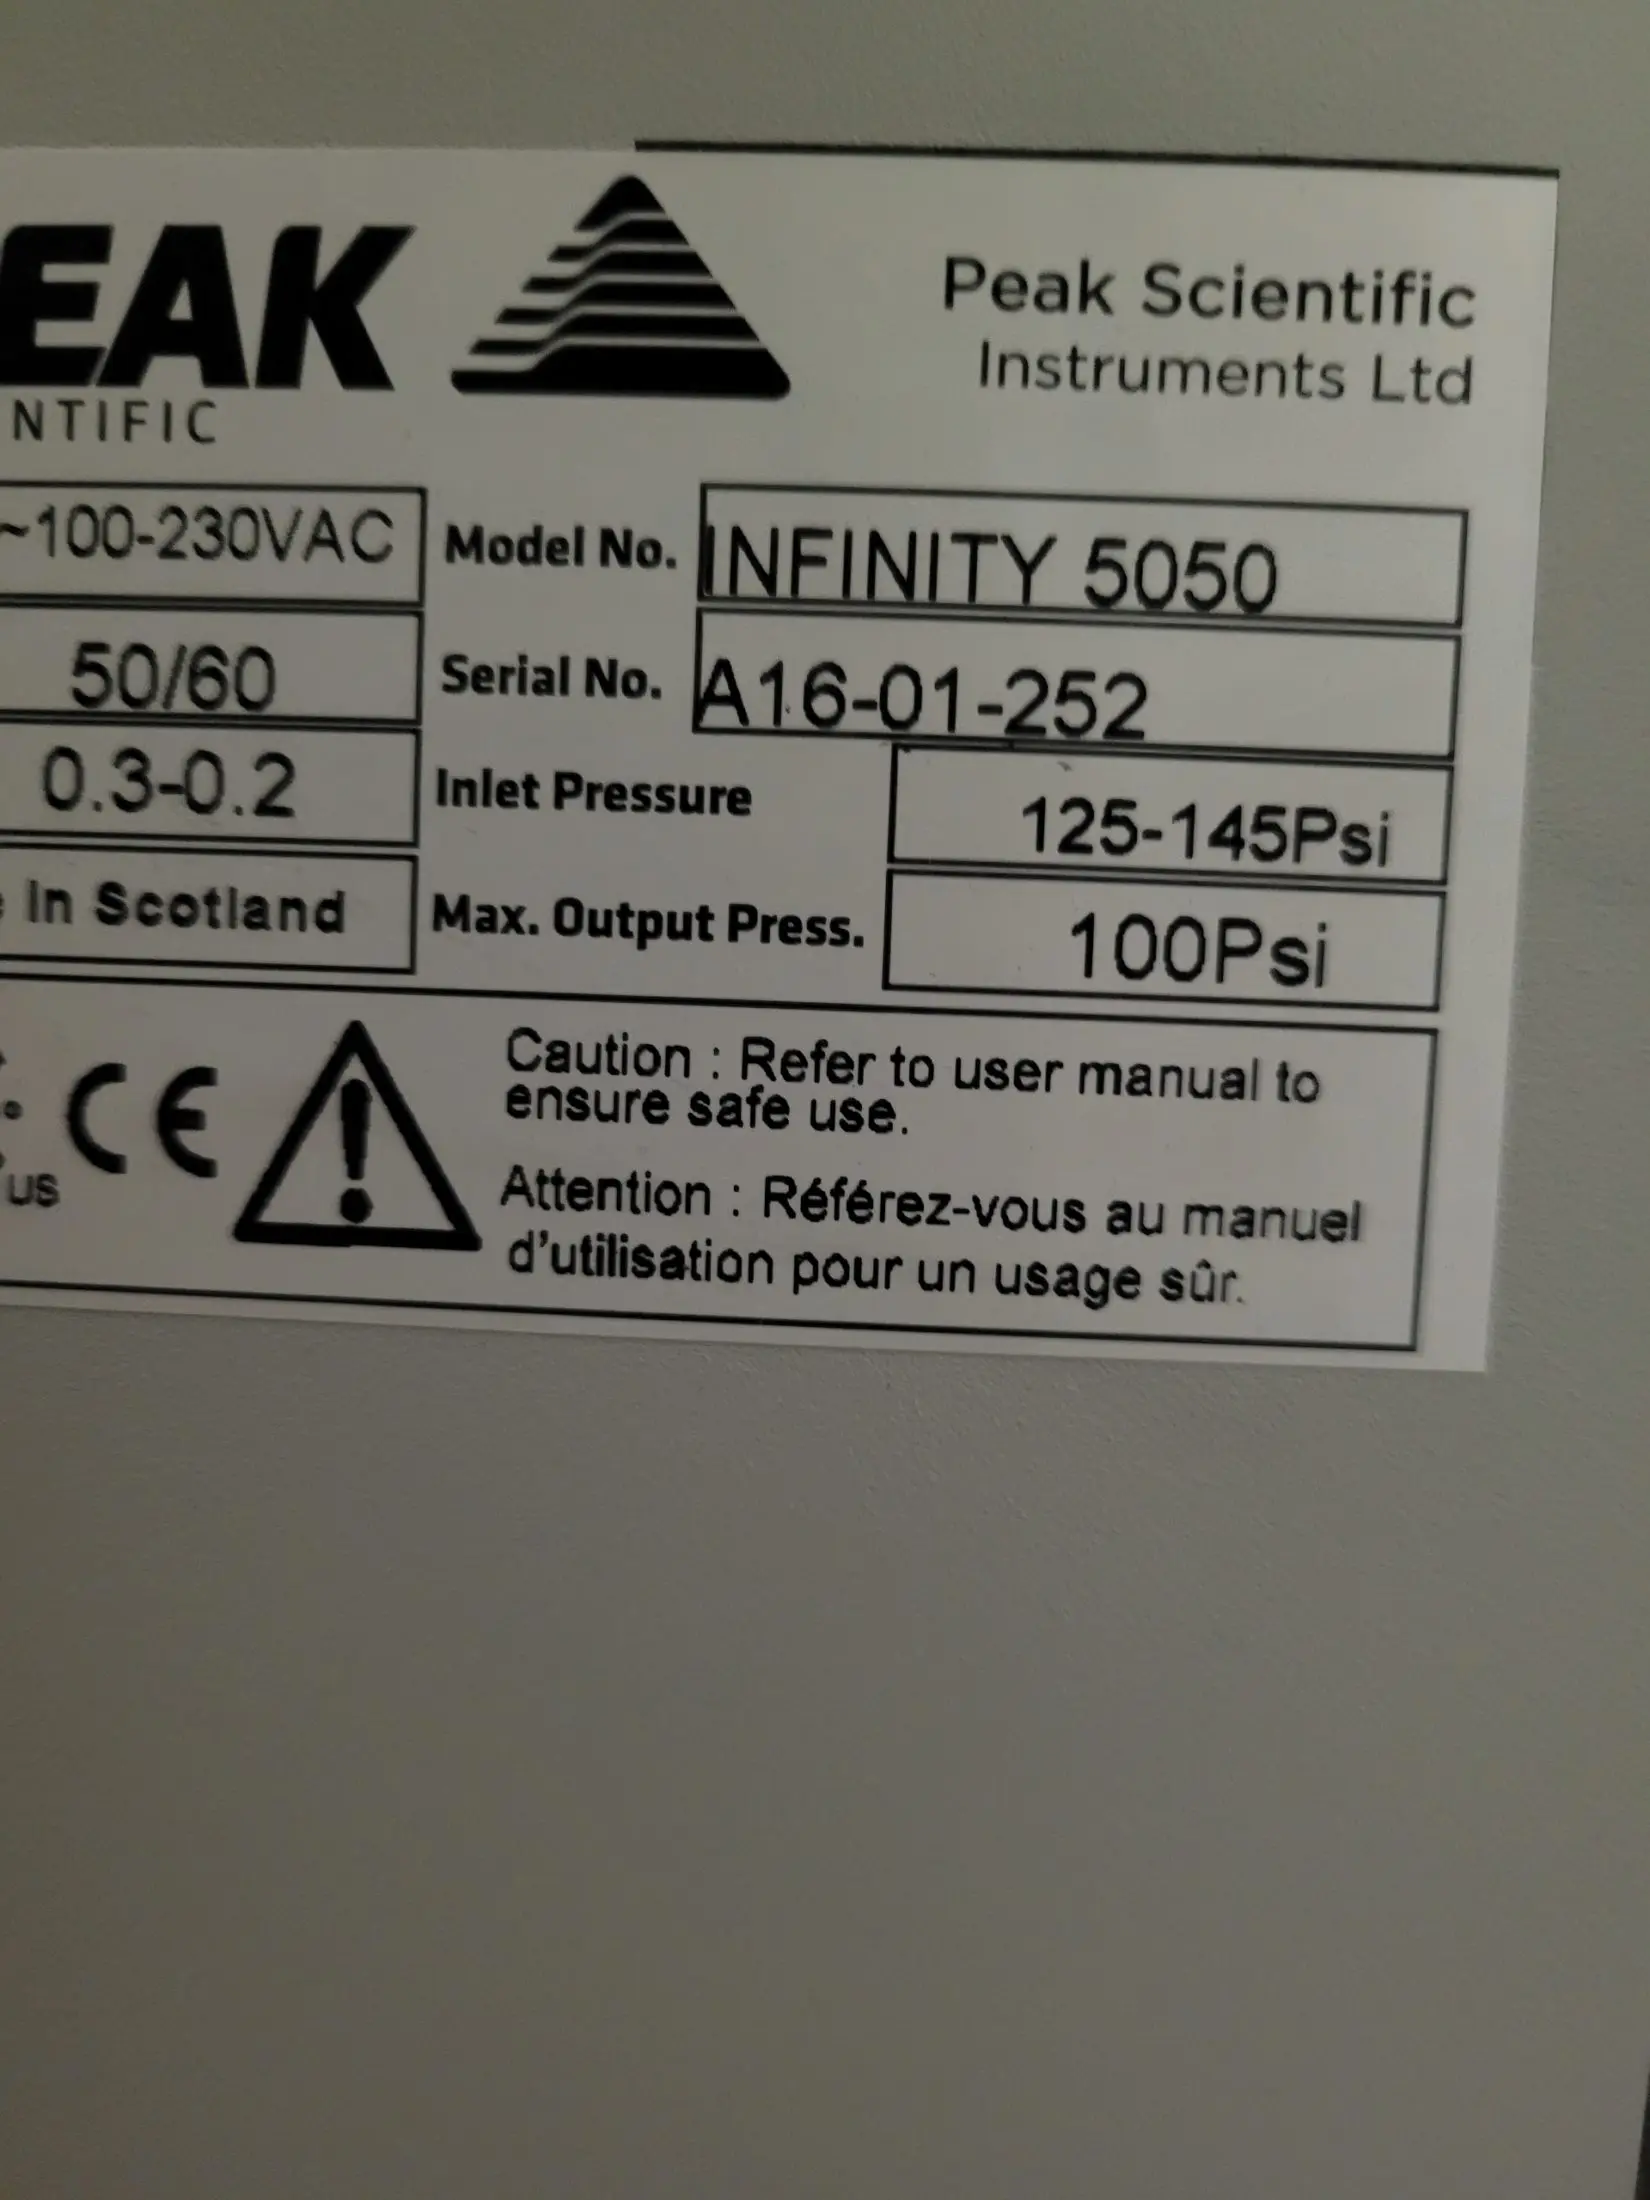 EAK
NTIFIC
Peak Scientific
Instruments Ltd
~100-230VAC
Model No. INFINITY 5050
50/60
Serial No. A16-01-252
0.3-0.2
Inlet Pressure 125-145Psi
In Scotland
Max. Output Press. 100Psi
us
CE
Caution : Refer to user manual to
ensure safe use.
Attention : Référez-vous au manuel
d'utilisation pour un usage sûr.